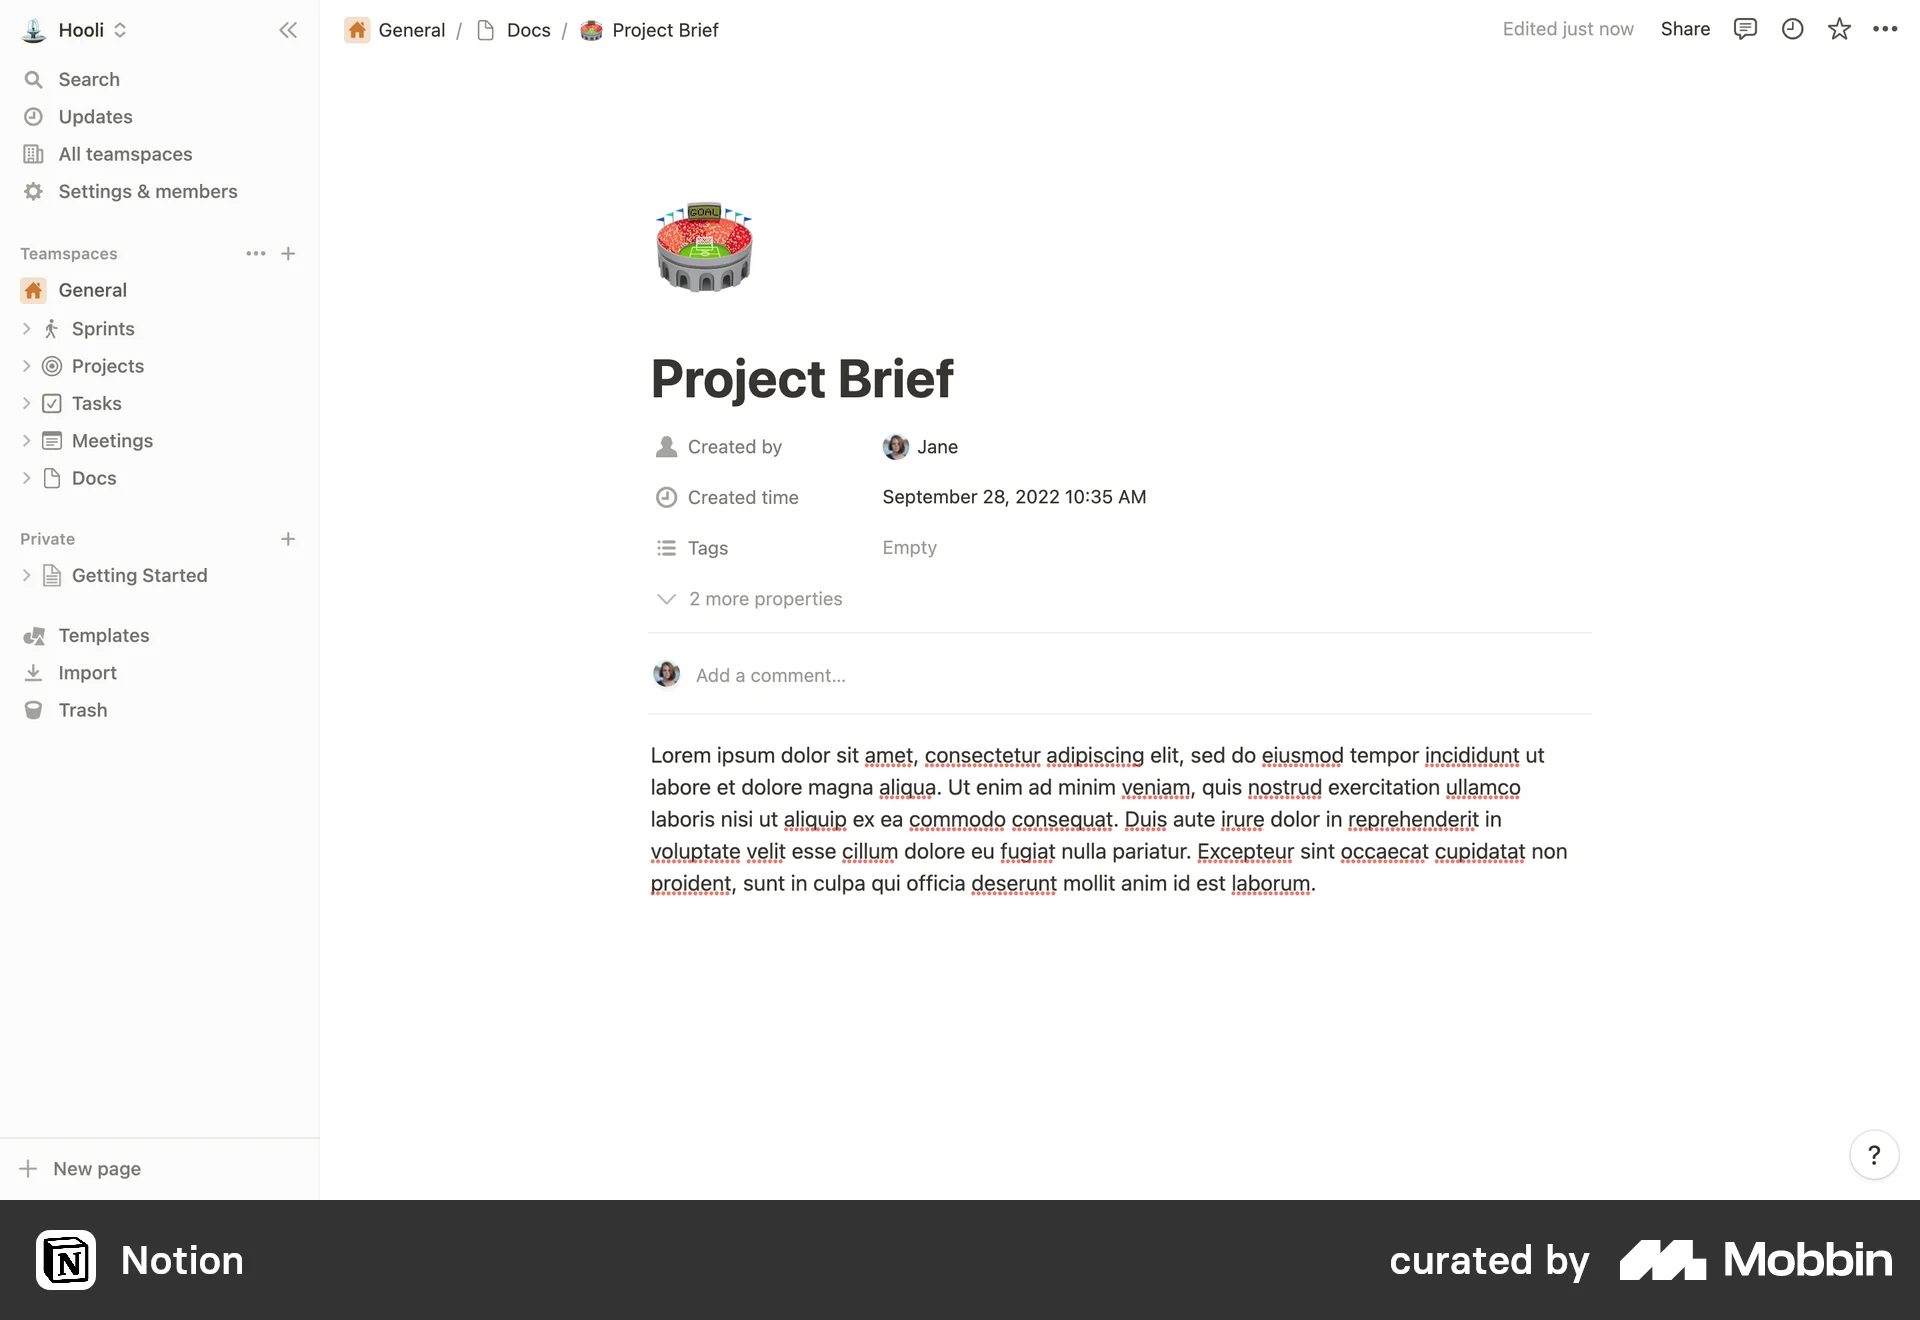 Hooli
Search
Updates
All teamspaces
Settings & members
Teamspaces
General
Sprints
Projects
Tasks
Meetings
Docs
Private
Getting Started
Templates
Import
Trash
New page
General / Docs / Project Brief
Edited just now
Share
GOAL
Project Brief
Created by Jane
Created time September 28, 2022 10:35 AM
Tags Empty
2 more properties
Add a comment...
Lorem ipsum dolor sit amet, consectetur adipiscing elit, sed do eiusmod tempor incididunt ut
labore et dolore magna aliqua. Ut enim ad minim veniam, quis nostrud exercitation ullamco
laboris nisi ut aliquip ex ea commodo consequat. Duis aute irure dolor in reprehenderit in
voluptate velit esse cillum dolore eu fugiat nulla pariatur. Excepteur sint occaecat cupidatat non
proident, sunt in culpa qui officia deserunt mollit anim id est laborum.
?
N
Notion
curated by Mobbin